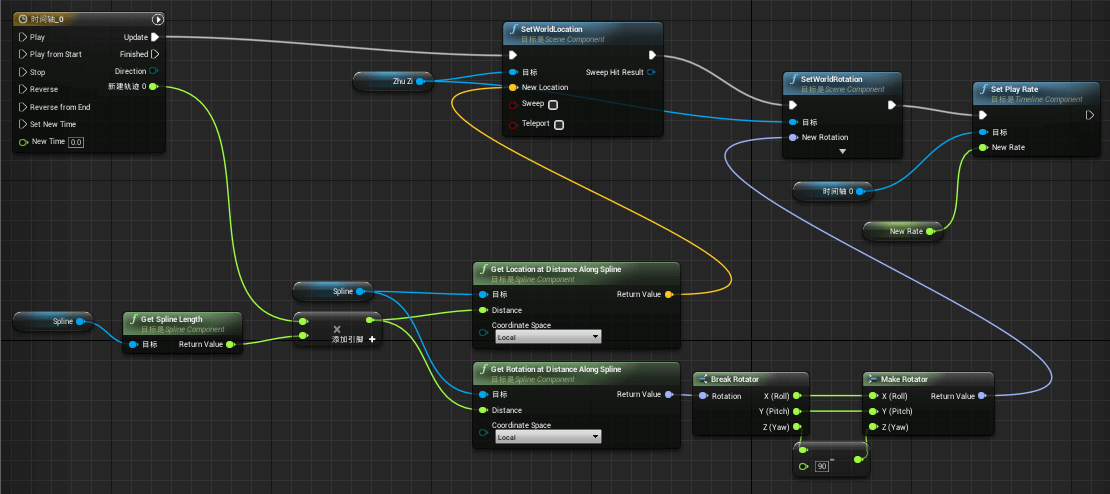 时间轴_0
Play
Update
Play from Start
Finished
Stop
Direction
Reverse
新建轨迹 0
Reverse from End
Set New Time
New Time 0.0
Zhu Zi
SetWorldLocation
目标是Scene Component
目标
Sweep Hit Result
New Location
Sweep
Teleport
SetWorldRotation
目标是Scene Component
目标
New Rotation
Set Play Rate
目标是Timeline Component
目标
New Rate
时间轴 0
New Rate
Spline
Get Spline Length
目标是Spline Component
目标
Return Value
Spline
×
添加引脚 +
Get Location at Distance Along Spline
目标是Spline Component
目标
Return Value
Distance
Coordinate Space
Local
Get Rotation at Distance Along Spline
目标是Spline Component
目标
Return Value
Distance
Coordinate Space
Local
Break Rotator
Rotation
X (Roll)
Y (Pitch)
Z (Yaw)
Make Rotator
X (Roll)
Return Value
Y (Pitch)
Z (Yaw)
90